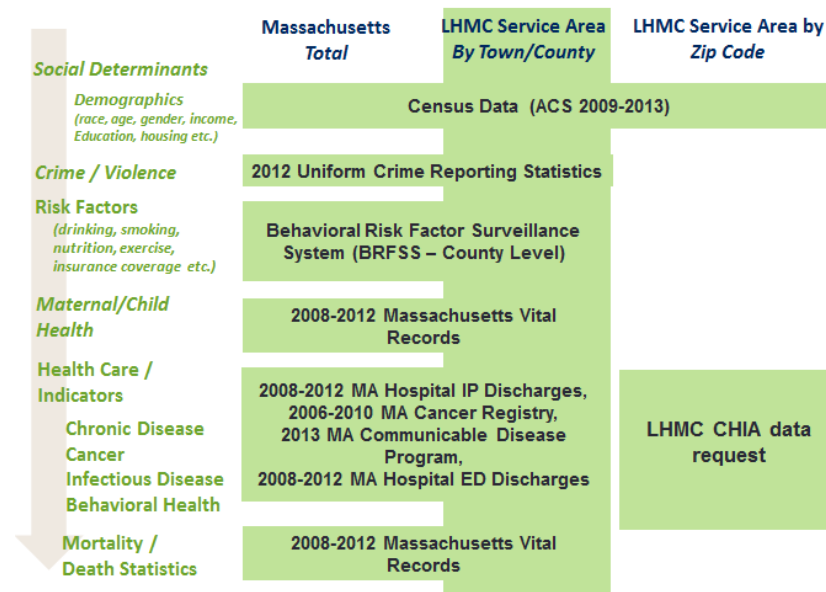 Massachusetts
Total
LHMC Service Area
By Town/County
LHMC Service Area by
Zip Code
Social Determinants
Demographics
(race, age, gender, income,
Education, housing etc.)
Census Data (ACS 2009-2013)
Crime / Violence
2012 Uniform Crime Reporting Statistics
Risk Factors
(drinking, smoking,
nutrition, exercise,
insurance coverage etc.)
Behavioral Risk Factor Surveillance
System (BRFSS – County Level)
Maternal/Child
Health
2008-2012 Massachusetts Vital
Records
Health Care /
Indicators
Chronic Disease
Cancer
Infectious Disease
Behavioral Health
2008-2012 MA Hospital IP Discharges,
2006-2010 MA Cancer Registry,
2013 MA Communicable Disease
Program,
2008-2012 MA Hospital ED Discharges
LHMC CHIA data
request
Mortality /
Death Statistics
2008-2012 Massachusetts Vital
Records